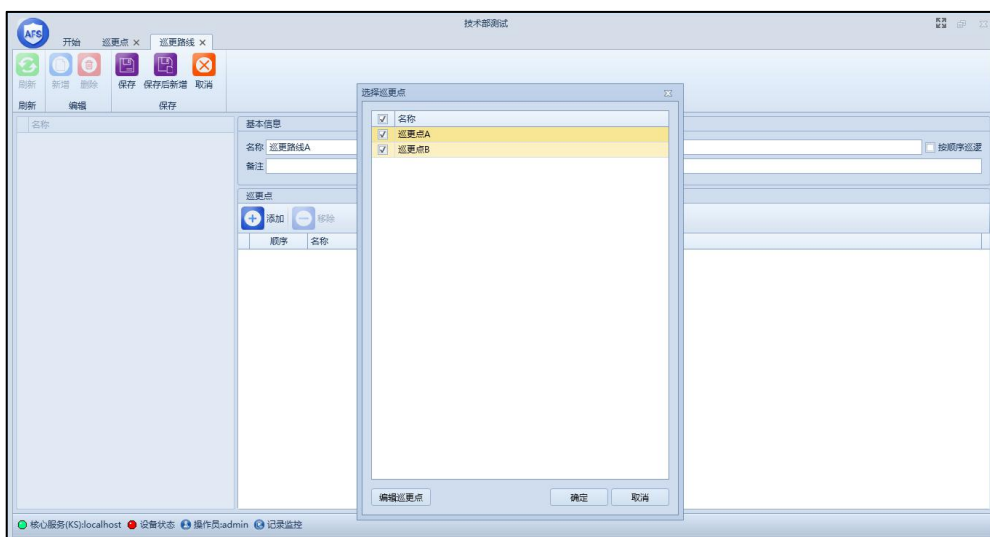 技术部测试
AFS
开始 巡更点 巡更路线
刷新 新增 删除 保存 保存后新增 取消
刷新 编辑 保存
名称
基本信息
名称 巡更路线A
按顺序巡逻
备注
巡更点
添加 移除
顺序 名称
选择巡更点
名称
巡更点A
巡更点B
编辑巡更点 确定 取消
核心服务(KS):localhost 设备状态 操作员:admin 记录监控